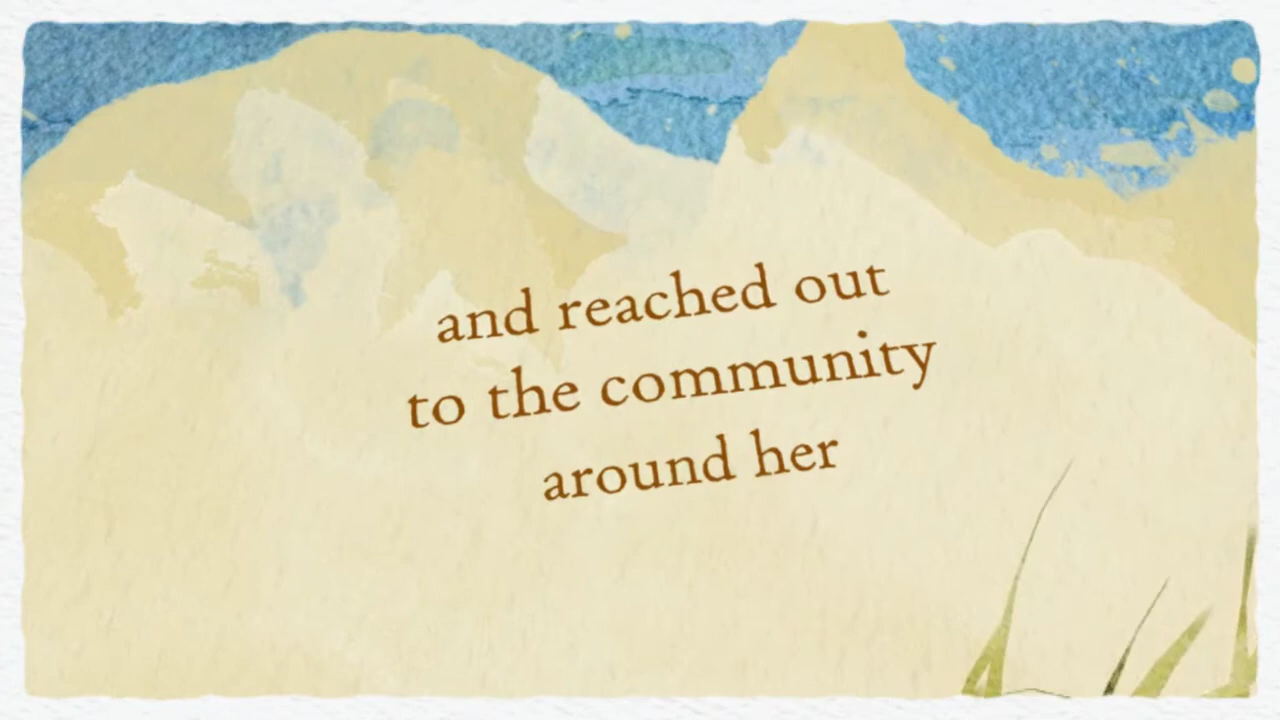 and reached out
to the community
around her